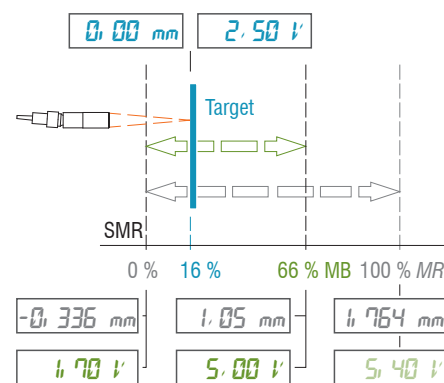 0,00 mm 2,50 V
Target
SMR
0 % 16 % 66 % MB 100 % MR
-0,336 mm 1,05 mm 1,764 mm
1,70 V 5,00 V 5,40 V